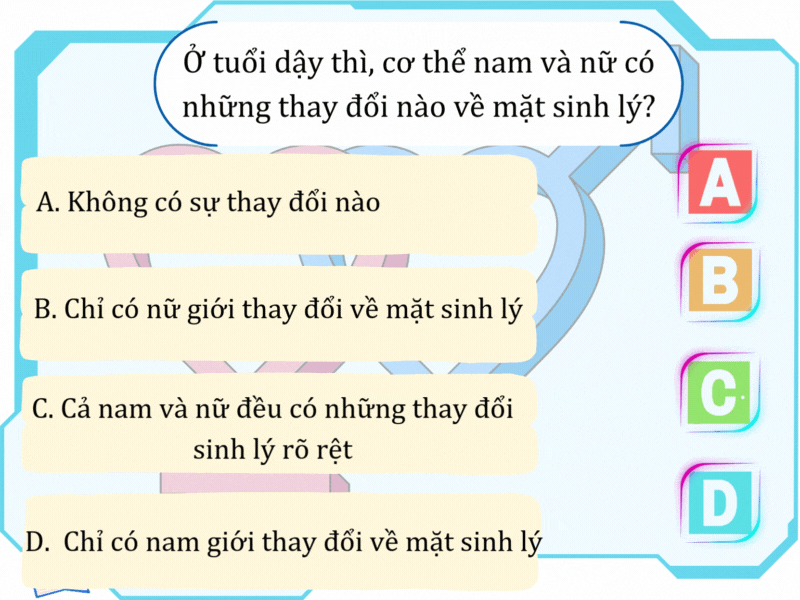 Ở tuổi dậy thì, cơ thể nam và nữ có
những thay đổi nào về mặt sinh lý?
A. Không có sự thay đổi nào
B. Chỉ có nữ giới thay đổi về mặt sinh lý
C. Cả nam và nữ đều có những thay đổi
sinh lý rõ rệt
D. Chỉ có nam giới thay đổi về mặt sinh lý
A
B
C
D